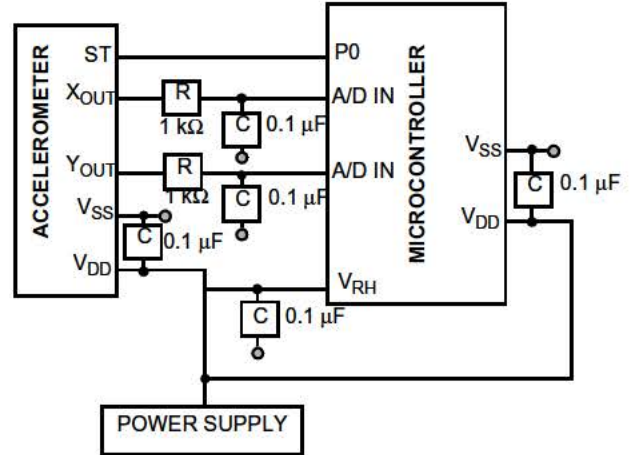 ACCELEROMETER
ST
XOUT
YOUT
VSS
VDD
R
1 kΩ
R
1 kΩ
C
0.1 µF
C
0.1 µF
C
0.1 µF
C
0.1 µF
P0
A/D IN
A/D IN
VRH
MICROCONTROLLER
VSS
VDD
C
0.1 µF
POWER SUPPLY